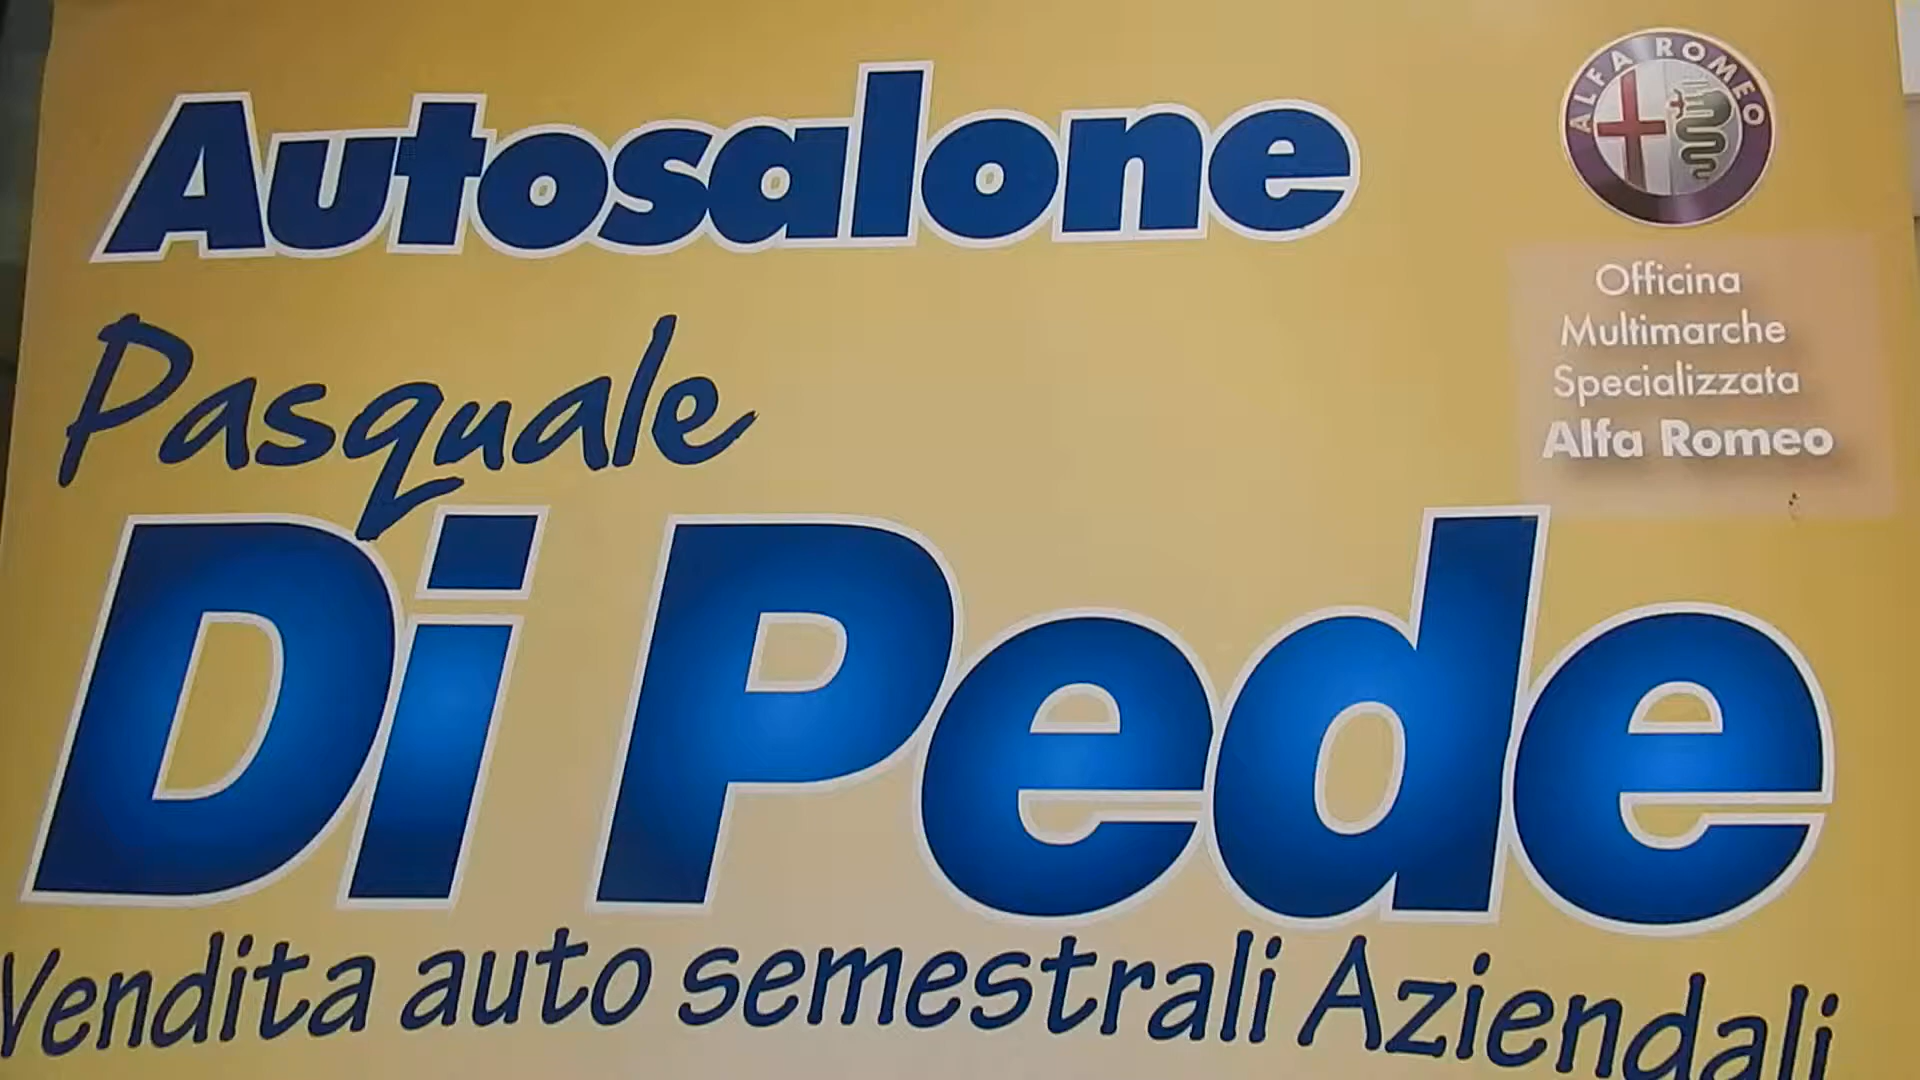 Autosalone
ALFA ROMEO
Officina
Multimarche
Specializzata
Alfa Romeo
Pasquale
Di Pede
Vendita auto semestrali Aziendali